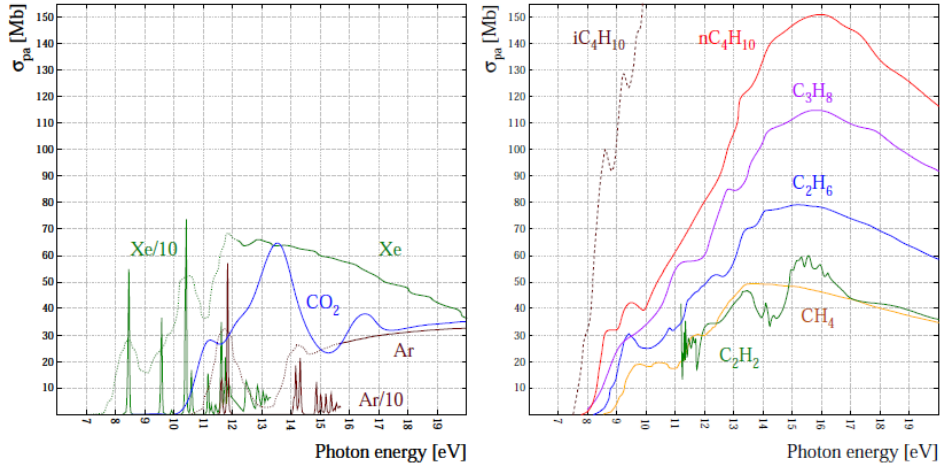 σpa [Mb]
150
140
130
120
110
100
90
80
70
60
50
40
30
20
10
Xe/10
Xe
CO2
Ar
Ar/10
7 8 9 10 11 12 13 14 15 16 17 18 19
Photon energy [eV]
σpa [Mb]
150
140
130
120
110
100
90
80
70
60
50
40
30
20
10
iC4H10
nC4H10
C3H8
C2H6
CH4
C2H2
7 8 9 10 11 12 13 14 15 16 17 18 19
Photon energy [eV]